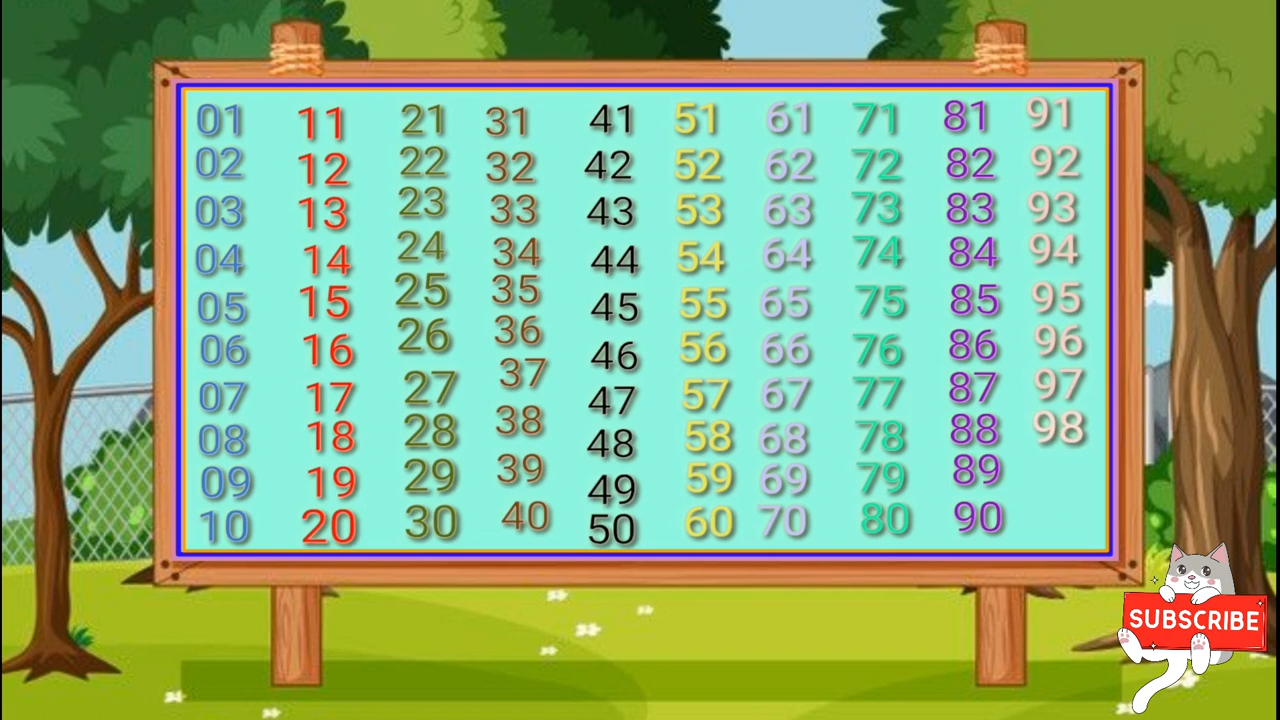 01 11 21 31 41 51 61 71 81 91
02 12 22 32 42 52 62 72 82 92
03 13 23 33 43 53 63 73 83 93
04 14 24 34 44 54 64 74 84 94
05 15 25 35 45 55 65 75 85 95
06 16 26 36 46 56 66 76 86 96
07 17 27 37 47 57 67 77 87 97
08 18 28 38 48 58 68 78 88 98
09 19 29 39 49 59 69 79 89
10 20 30 40 50 60 70 80 90
SUBSCRIBE